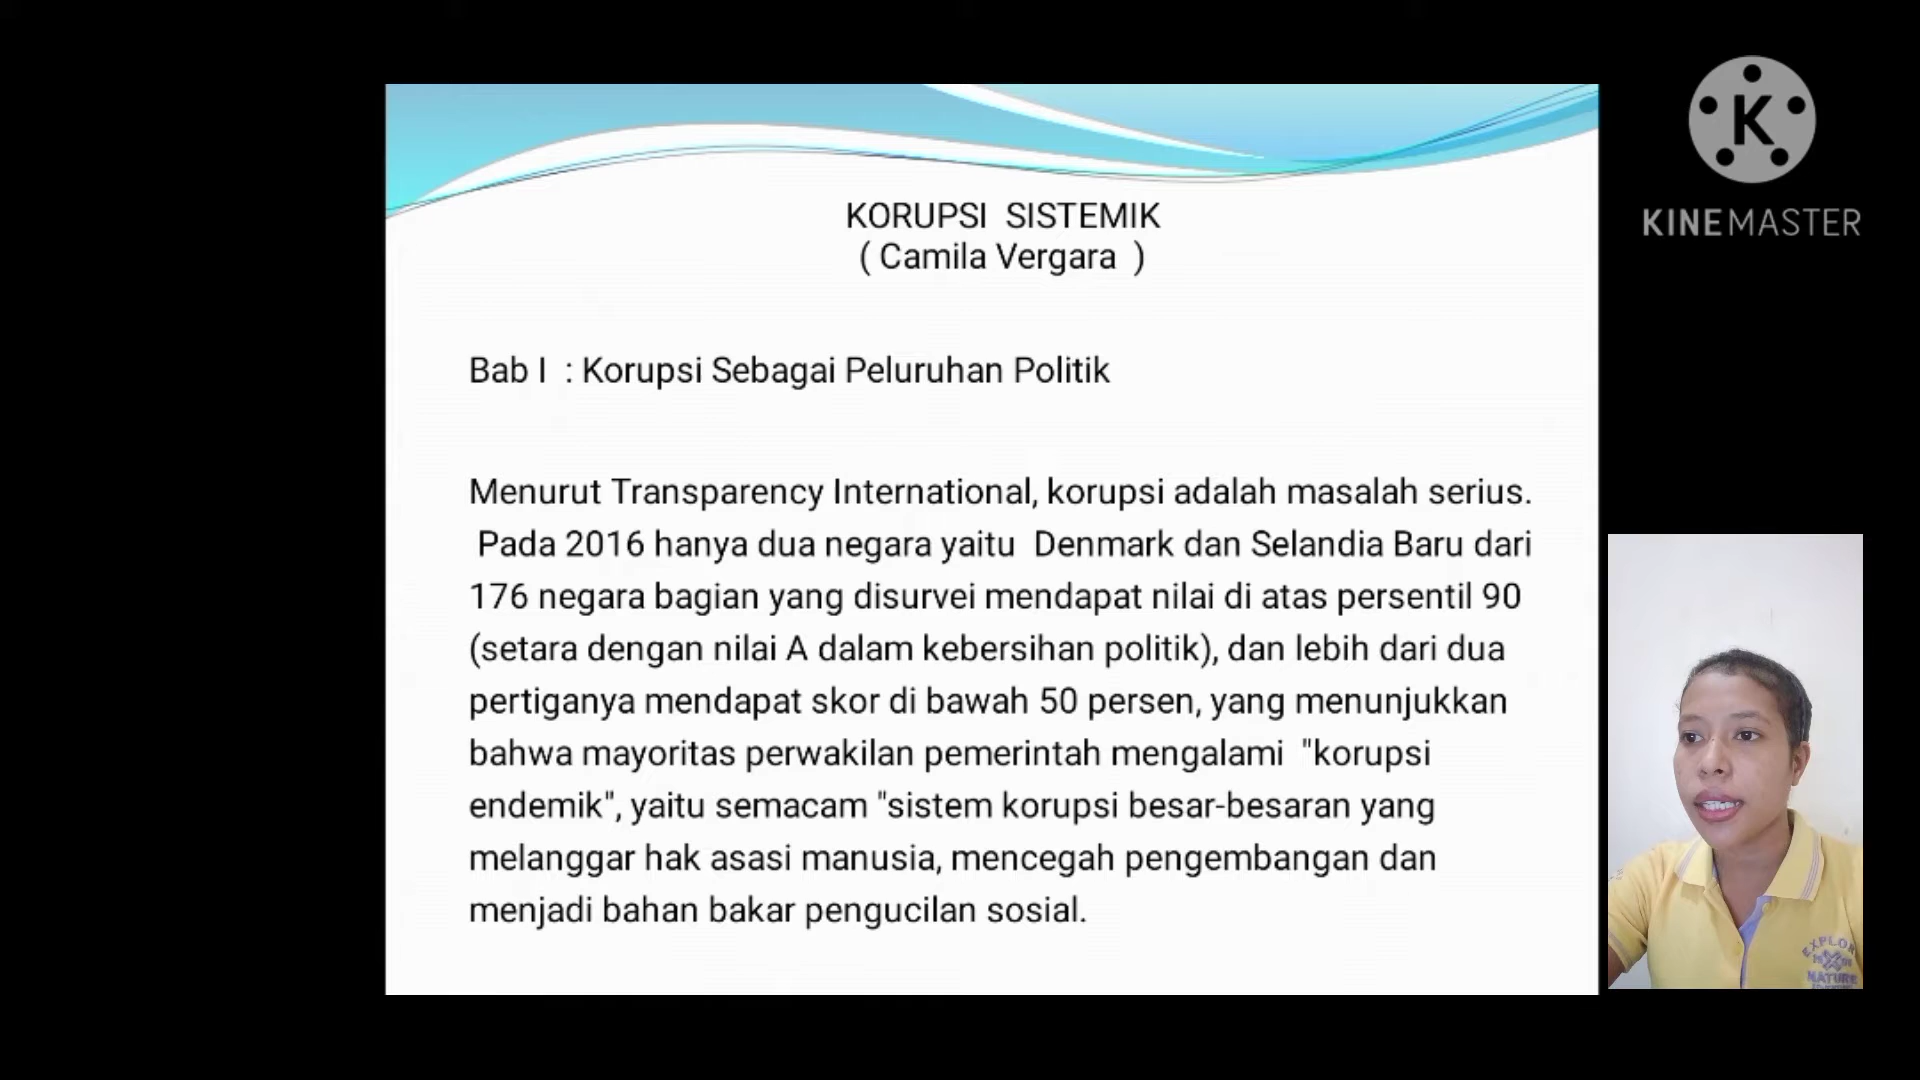 KORUPSI SISTEMIK
( Camila Vergara )
Bab I : Korupsi Sebagai Peluruhan Politik
Menurut Transparency International, korupsi adalah masalah serius.
Pada 2016 hanya dua negara yaitu Denmark dan Selandia Baru dari
176 negara bagian yang disurvei mendapat nilai di atas persentil 90
(setara dengan nilai A dalam kebersihan politik), dan lebih dari dua
pertiganya mendapat skor di bawah 50 persen, yang menunjukkan
bahwa mayoritas perwakilan pemerintah mengalami "korupsi
endemik", yaitu semacam "sistem korupsi besar-besaran yang
melanggar hak asasi manusia, mencegah pengembangan dan
menjadi bahan bakar pengucilan sosial.
K
KINEMASTER
EXPLOR
NATURE